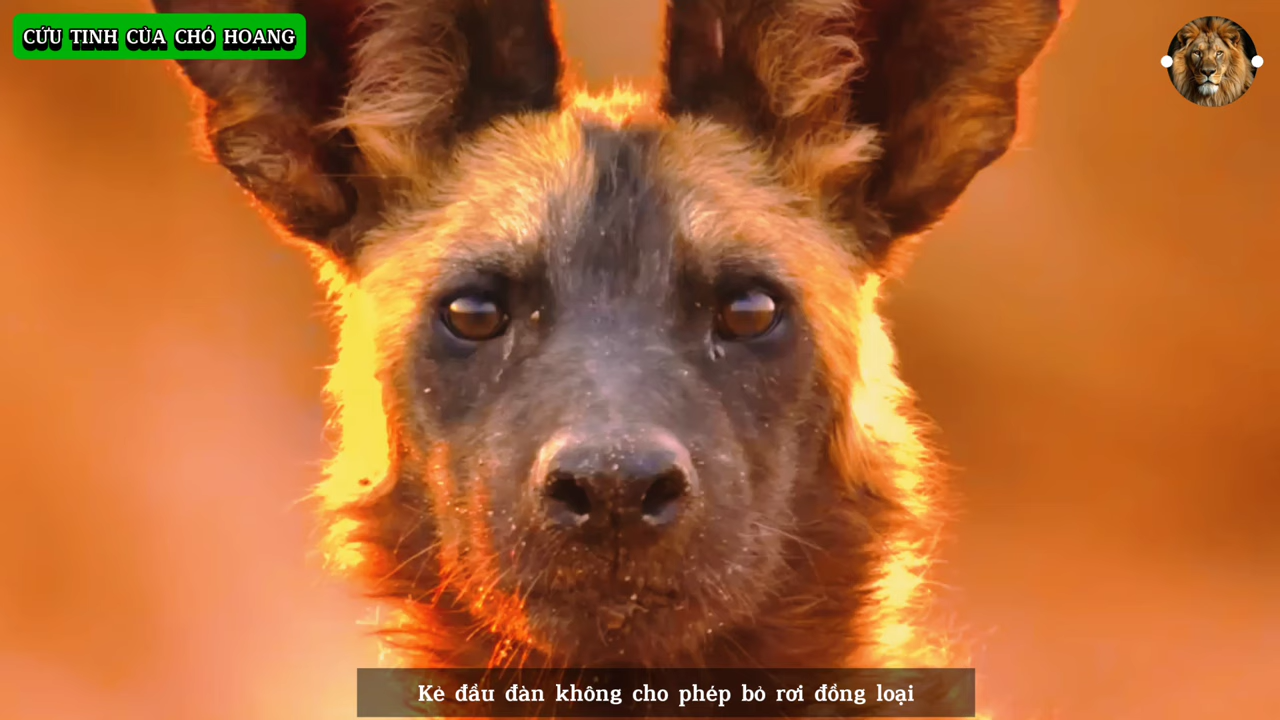 CỨU TINH CỦA CHÓ HOANG
Kẻ đầu đàn không cho phép bỏ rơi đồng loại